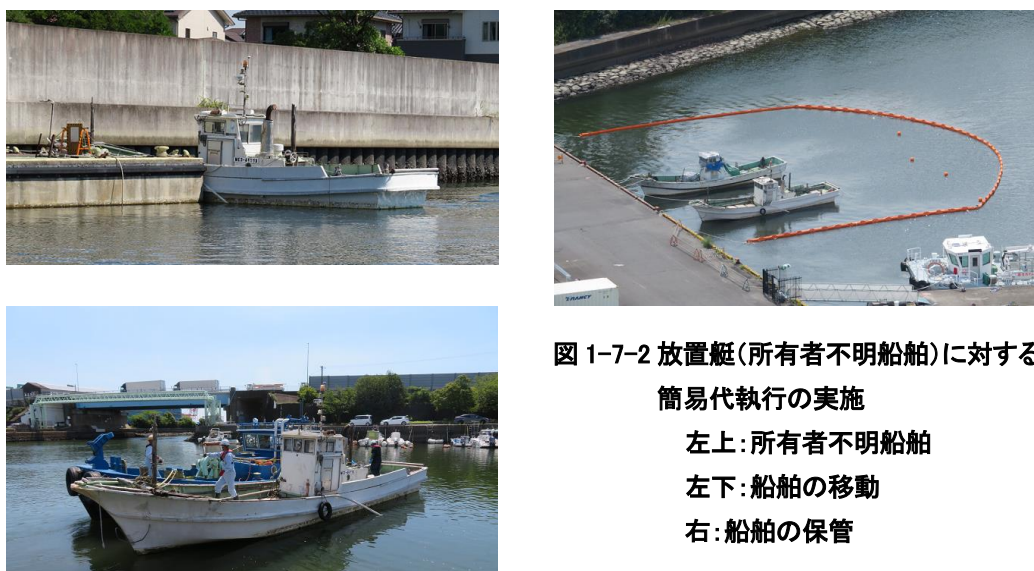 図 1-7-2 放置艇(所有者不明船舶)に対する
簡易代執行の実施
左上:所有者不明船舶
左下:船舶の移動
右:船舶の保管